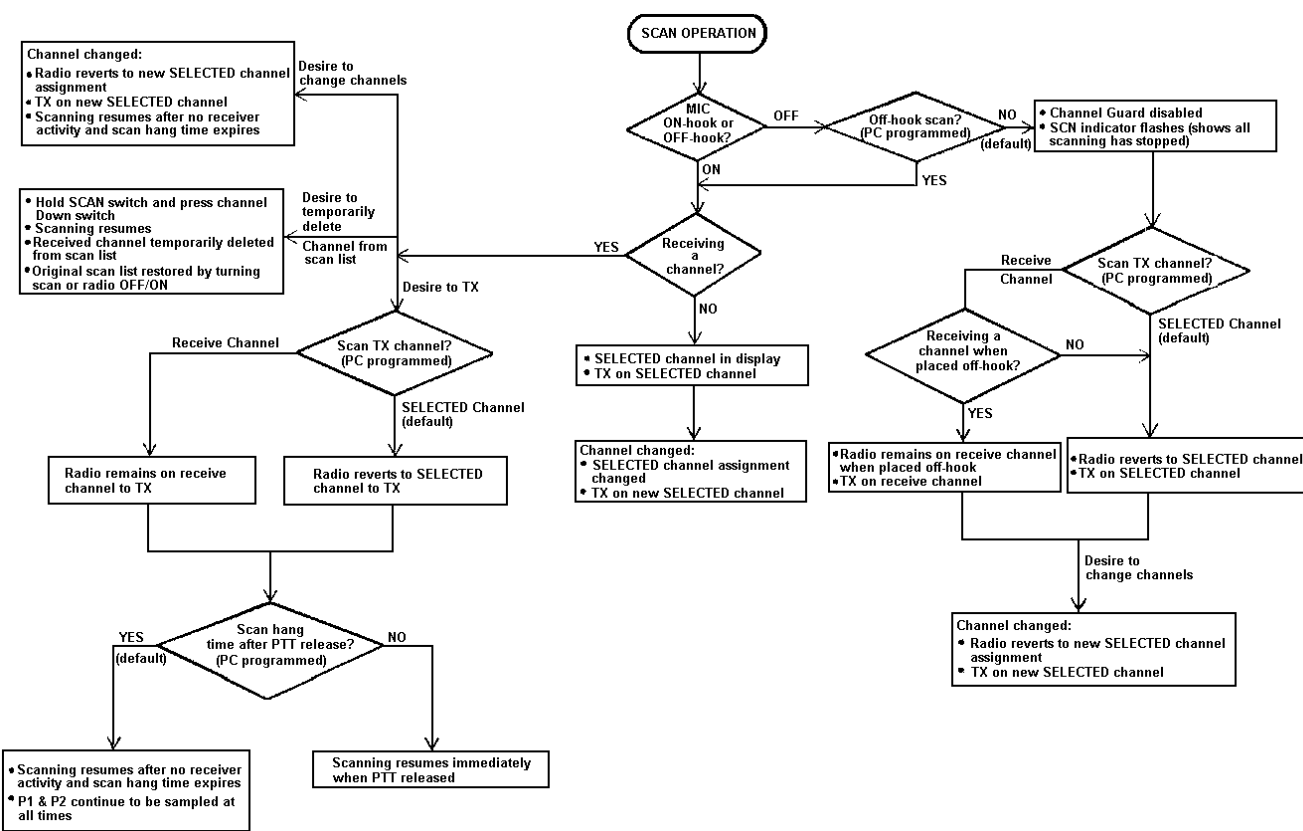 SCAN OPERATION
Channel changed:
• Radio reverts to new SELECTED channel
assignment
• TX on new SELECTED channel
• Scanning resumes after no receiver
activity and scan hang time expires
Desire to
change channels
MIC
ON-hook or
OFF-hook?
OFF
ON
Off-hook scan?
(PC programmed)
NO
(default)
YES
• Channel Guard disabled
• SCN indicator flashes (shows all
scanning has stopped)
• Hold SCAN switch and press channel
Down switch
• Scanning resumes
• Received channel temporarily deleted
from scan list
• Original scan list restored by turning
scan or radio OFF/ON
Desire to
temporarily
delete
Channel from
scan list
YES
Receiving
a
channel?
NO
Desire to TX
Receive
Channel
Scan TX channel?
(PC programmed)
SELECTED Channel
(default)
Receive Channel
Scan TX channel?
(PC programmed)
SELECTED Channel
(default)
• SELECTED channel in display
• TX on SELECTED channel
Receiving a
channel when
placed off-hook?
NO
YES
Radio remains on receive
channel to TX
Radio reverts to SELECTED
channel to TX
Channel changed:
• SELECTED channel assignment
changed
• TX on new SELECTED channel
• Radio remains on receive channel
when placed off-hook
• TX on receive channel
• Radio reverts to SELECTED channel
• TX on SELECTED channel
Desire to
change channels
YES
(default)
Scan hang
time after PTT release?
(PC programmed)
NO
Channel changed:
• Radio reverts to new SELECTED channel
assignment
• TX on new SELECTED channel
• Scanning resumes after no receiver
activity and scan hang time expires
• P1 & P2 continue to be sampled at
all times
Scanning resumes immediately
when PTT released